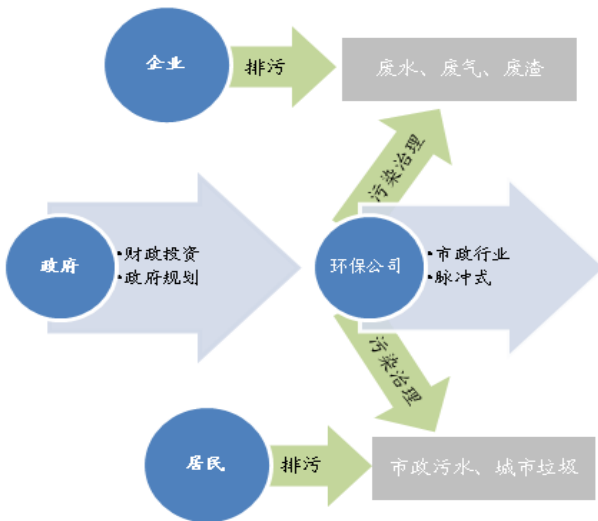 企业
排污
废水、废气、废渣
污染治理
政府
•财政投资
•政府规划
环保公司
•市政行业
•脉冲式
污染治理
居民
排污
市政污水、城市垃圾